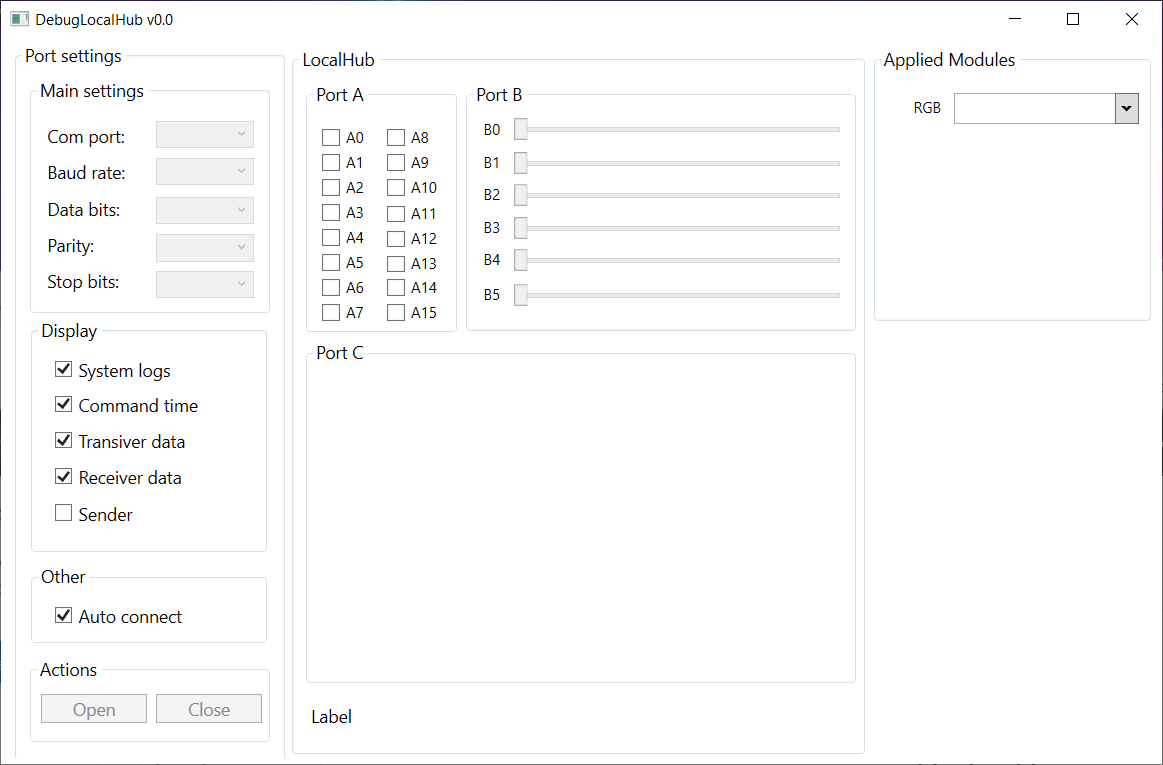 DebugLocalHub v0.0
Port settings
Main settings
Com port:
Baud rate:
Data bits:
Parity:
Stop bits:
Display
System logs
Command time
Transiver data
Receiver data
Sender
Other
Auto connect
Actions
Open Close
LocalHub
Port A
A0 A8
A1 A9
A2 A10
A3 A11
A4 A12
A5 A13
A6 A14
A7 A15
Port B
B0
B1
B2
B3
B4
B5
Port C
Label
Applied Modules
RGB